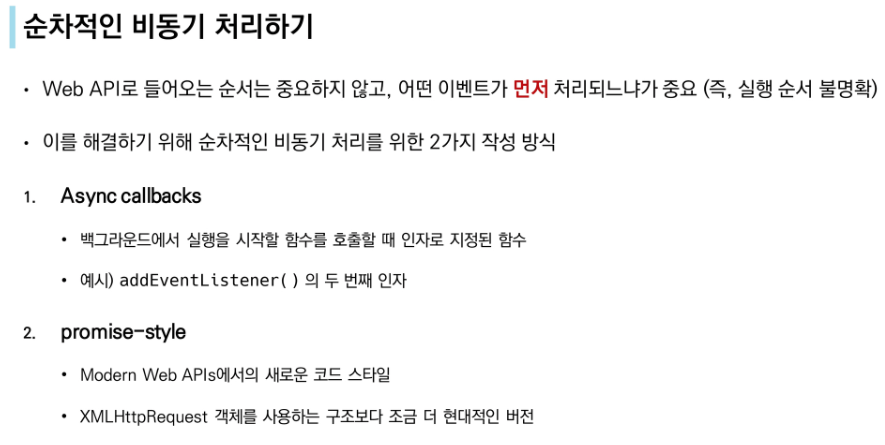 순차적인 비동기 처리하기
• Web API로 들어오는 순서는 중요하지 않고, 어떤 이벤트가 먼저 처리되느냐가 중요 (즉, 실행 순서 불명확)
• 이를 해결하기 위해 순차적인 비동기 처리를 위한 2가지 작성 방식
1. Async callbacks
• 백그라운드에서 실행을 시작할 함수를 호출할 때 인자로 지정된 함수
• 예시) addEventListener() 의 두 번째 인자
2. promise-style
• Modern Web APIs에서의 새로운 코드 스타일
• XMLHttpRequest 객체를 사용하는 구조보다 조금 더 현대적인 버전